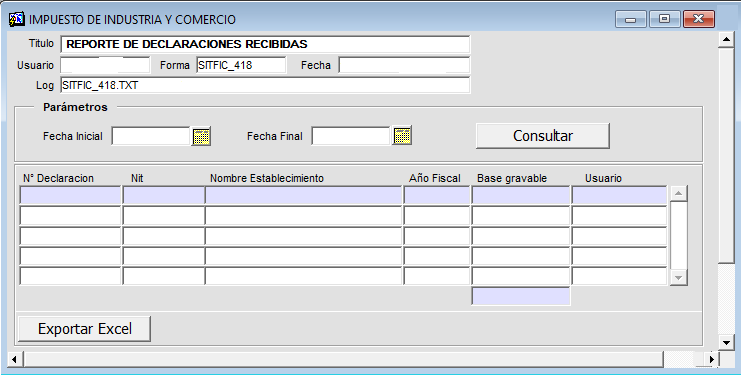 IMPUESTO DE INDUSTRIA Y COMERCIO
Titulo REPORTE DE DECLARACIONES RECIBIDAS
Usuario Forma SITFIC_418 Fecha
Log SITFIC_418.TXT
Parámetros
Fecha Inicial Fecha Final Consultar
N° Declaracion Nit Nombre Establecimiento Año Fiscal Base gravable Usuario
Exportar Excel